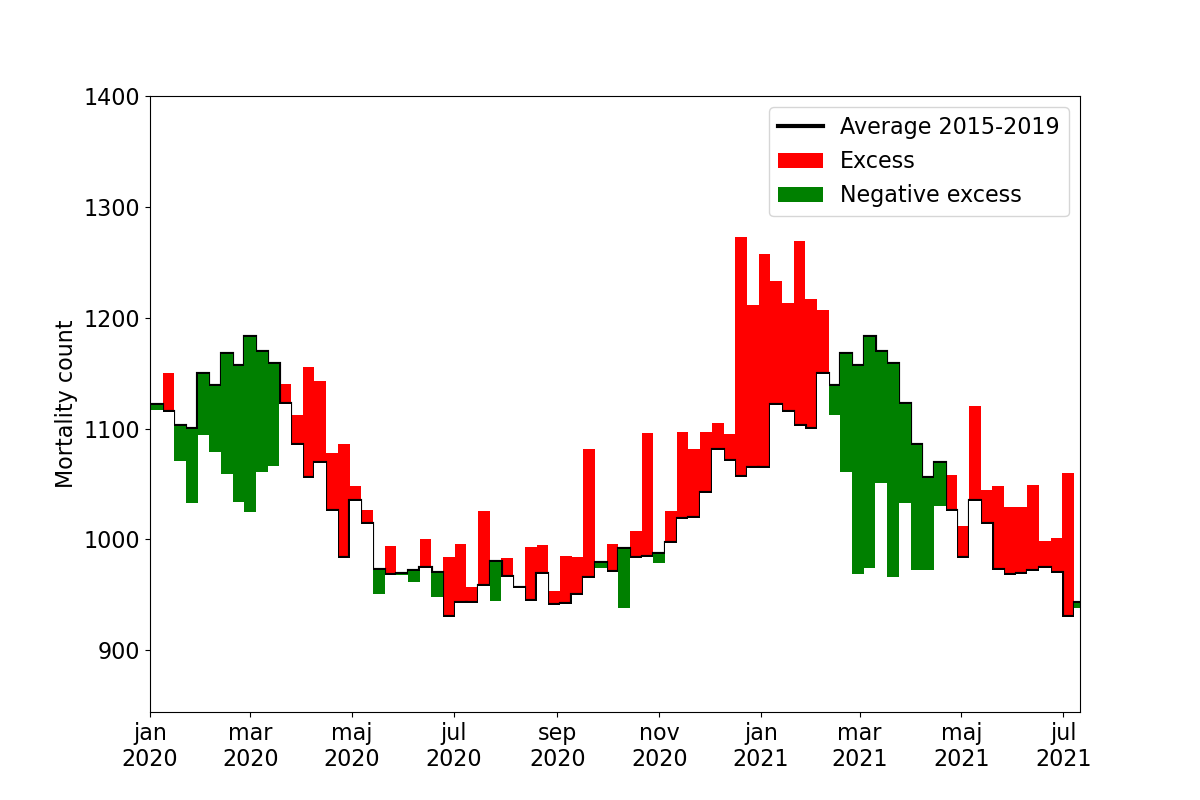 1400
1300
1200
1100
1000
900
Mortality count
Average 2015-2019
Excess
Negative excess
jan mar maj jul sep nov jan mar maj jul
2020 2020 2020 2020 2020 2020 2021 2021 2021 2021